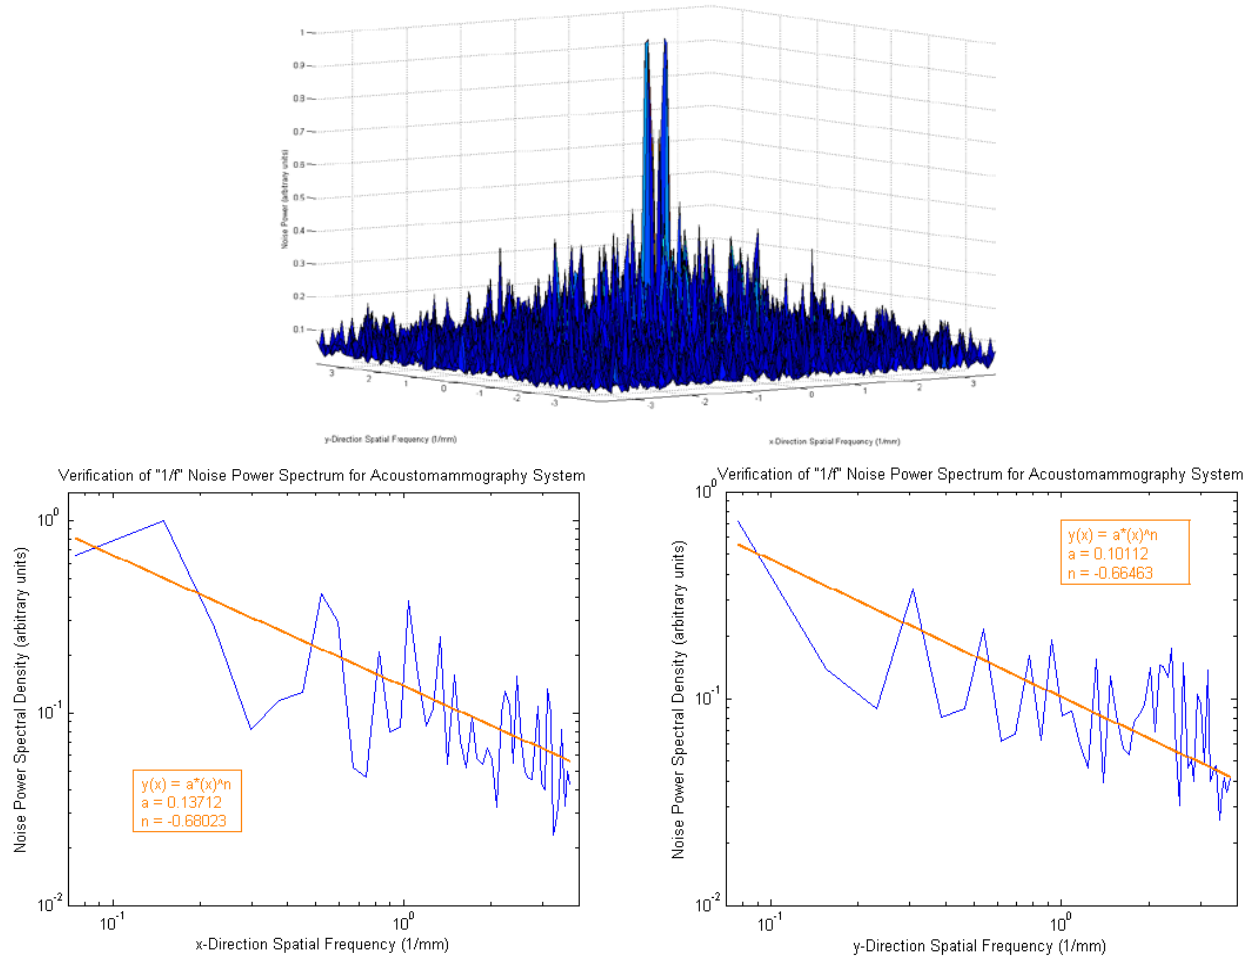 1
0.9
0.8
0.7
0.6
0.5
0.4
0.3
0.2
0.1
Noise Power (arbitrary units)
3 2 1 0 -1 -2 -3
-3 -2 -1 0 1 2 3
y-Direction Spatial Frequency (1/mm)
x-Direction Spatial Frequency (1/mm)
Verification of "1/f" Noise Power Spectrum for Acoustomammography System
10^0
10^-1
10^-2
Noise Power Spectral Density (arbitrary units)
y(x) = a*(x)^n
a = 0.13712
n = -0.68023
10^-1 10^0
x-Direction Spatial Frequency (1/mm)
Verification of "1/f" Noise Power Spectrum for Acoustomammography System
10^0
10^-1
10^-2
Noise Power Spectral Density (arbitrary units)
y(x) = a*(x)^n
a = 0.10112
n = -0.66463
10^-1 10^0
y-Direction Spatial Frequency (1/mm)